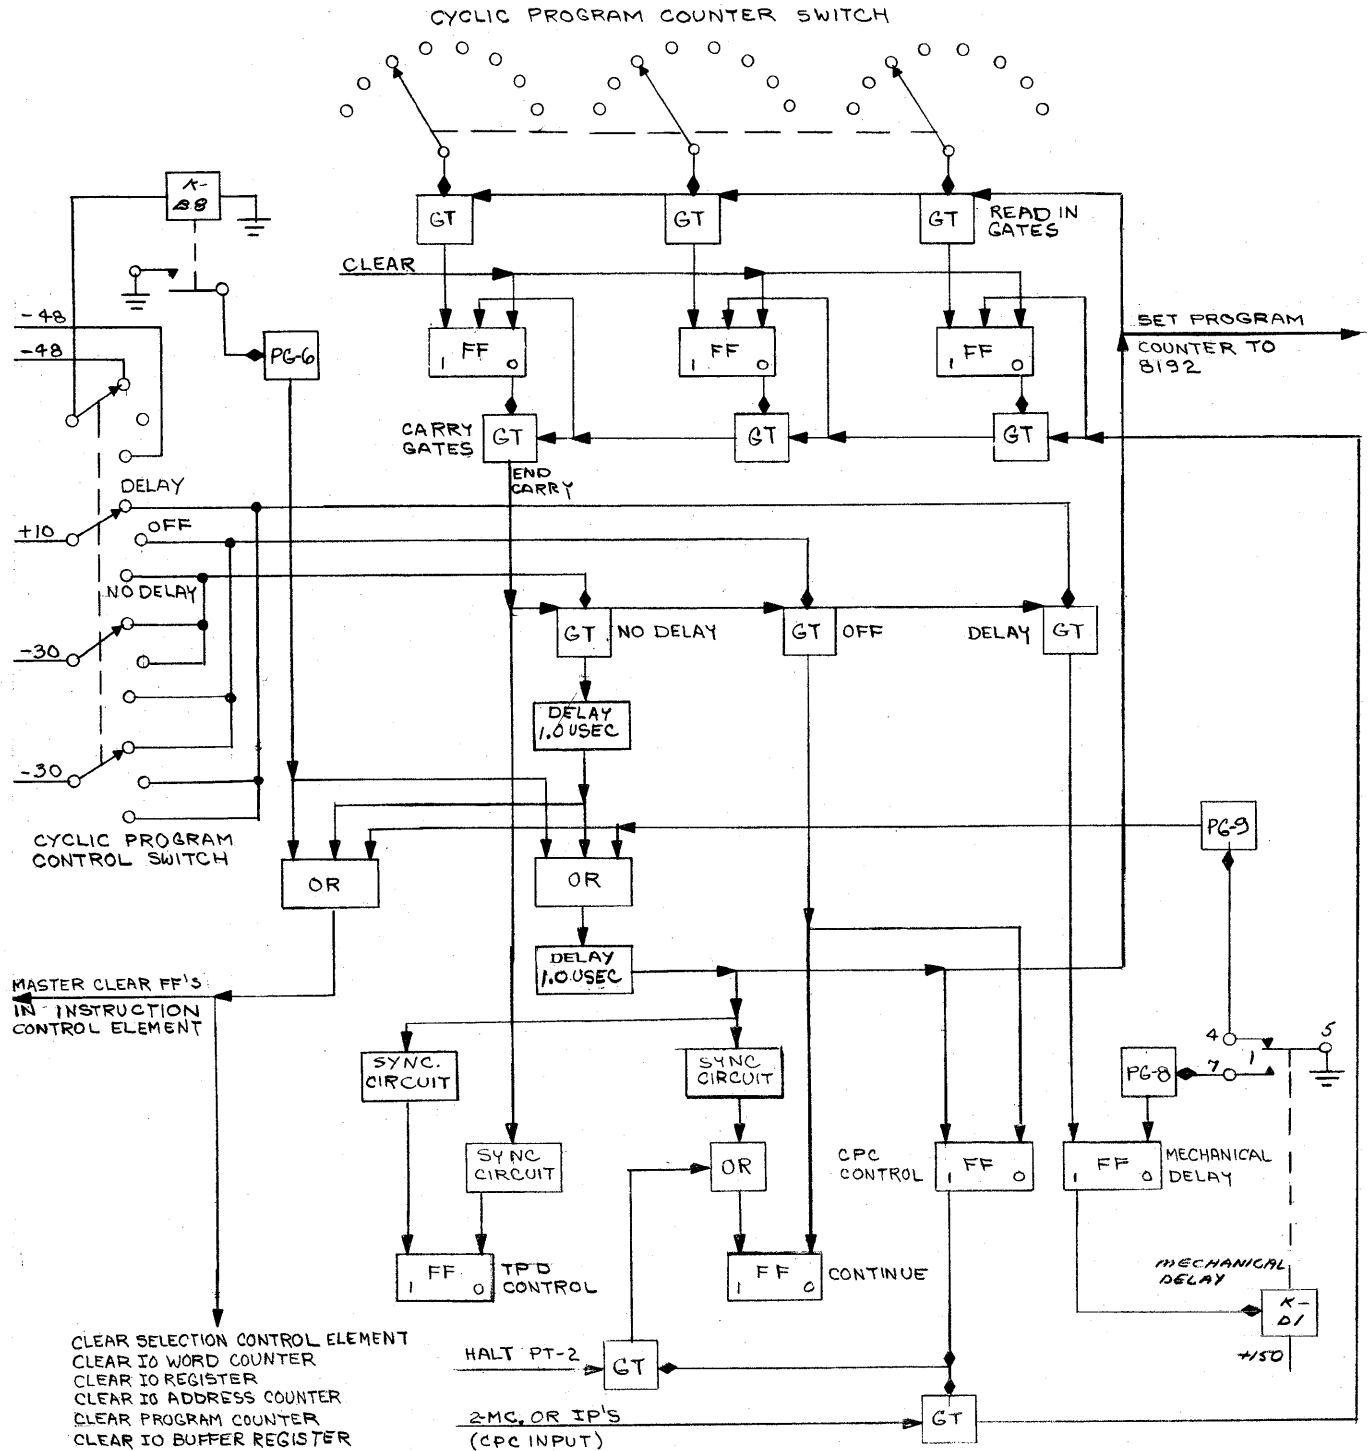 CYCLIC PROGRAM COUNTER SWITCH
K-
B8
GT
GT
GT
READ IN
GATES
CLEAR
-48
-48
PG-6
1 FF 0
1 FF 0
1 FF 0
SET PROGRAM
COUNTER TO
8192
CARRY
GATES
GT
GT
GT
END
CARRY
DELAY
+10
OFF
NO DELAY
-30
GT
NO DELAY
GT
OFF
DELAY
GT
DELAY
1.0 USEC
-30
CYCLIC PROGRAM
CONTROL SWITCH
PG-9
OR
OR
DELAY
1.0 USEC
MASTER CLEAR FF'S
IN INSTRUCTION
CONTROL ELEMENT
4
5
1
7
PG-8
SYNC.
CIRCUIT
SYNC
CIRCUIT
SYNC
CIRCUIT
OR
CPC
CONTROL
1 FF 0
1 FF 0
MECHANICAL
DELAY
1 FF 0
TPD
CONTROL
1 FF 0
CONTINUE
MECHANICAL
DELAY
K-
D1
+150
CLEAR SELECTION CONTROL ELEMENT
CLEAR IO WORD COUNTER
CLEAR IO REGISTER
CLEAR IO ADDRESS COUNTER
CLEAR PROGRAM COUNTER
CLEAR IO BUFFER REGISTER
HALT PT-2
GT
2-MC. OR IP'S
(CPC INPUT)
GT